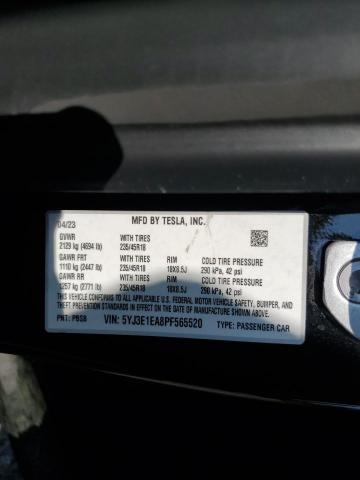 04/23 MFD BY TESLA, INC.
GVWR WITH TIRES
2129 kg (4694 lb) 235/45R18
GAWR FRT WITH TIRES RIM COLD TIRE PRESSURE
1110 kg (2447 lb) 235/45R18 18X8.5J 290 kPa, 42 psi
GAWR RR WITH TIRES RIM COLD TIRE PRESSURE
1257 kg (2771 lb) 235/45R18 18X8.5J 290 kPa, 42 psi
THIS VEHICLE CONFORMS TO ALL APPLICABLE U.S. FEDERAL MOTOR VEHICLE SAFETY, BUMPER, AND
THEFT PREVENTION STANDARDS IN EFFECT ON THE DATE OF MANUFACTURE SHOWN ABOVE.
PNT: PBSB VIN: 5YJ3E1EA8PF565520 TYPE: PASSENGER CAR